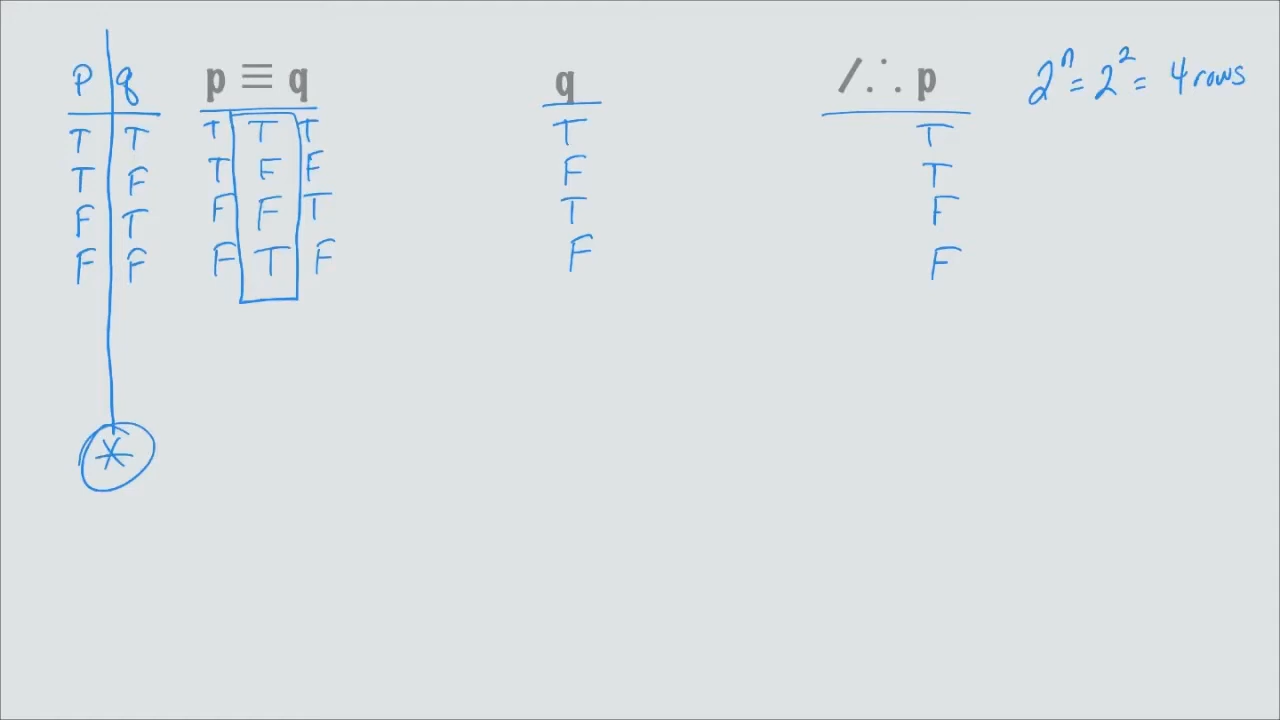 p q p ≡ q q /∴ p 2ⁿ = 2² = 4 rows
T T T T T T T
T F T F F F T
F T F F T T F
F F F T F F F
*